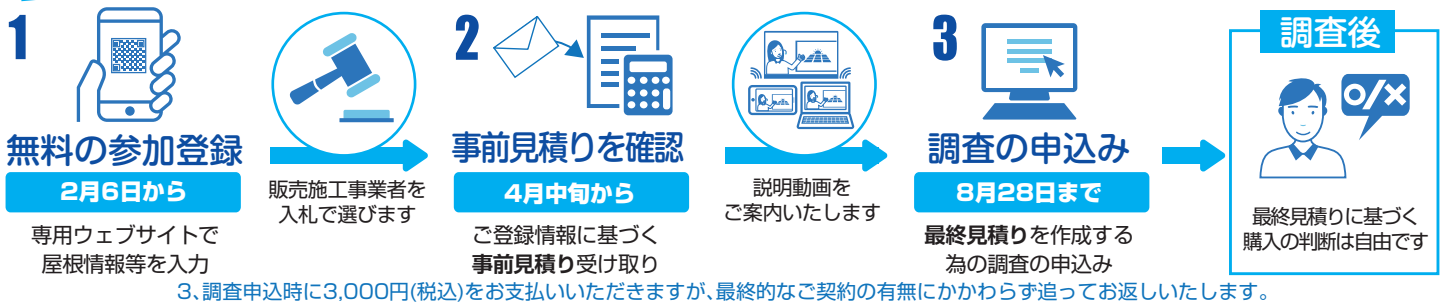 1
無料の参加登録
2月6日から
専用ウェブサイトで
屋根情報等を入力
販売施工事業者を
入札で選びます
2
事前見積りを確認
4月中旬から
ご登録情報に基づく
事前見積り受け取り
説明動画を
ご案内いたします
3
調査の申込み
8月28日まで
最終見積りを作成する
為の調査の申込み
調査後
o/×
最終見積りに基づく
購入の判断は自由です
3、調査申込時に3,000円(税込)をお支払いいただきますが、最終的なご契約の有無にかかわらず追ってお返しいたします。